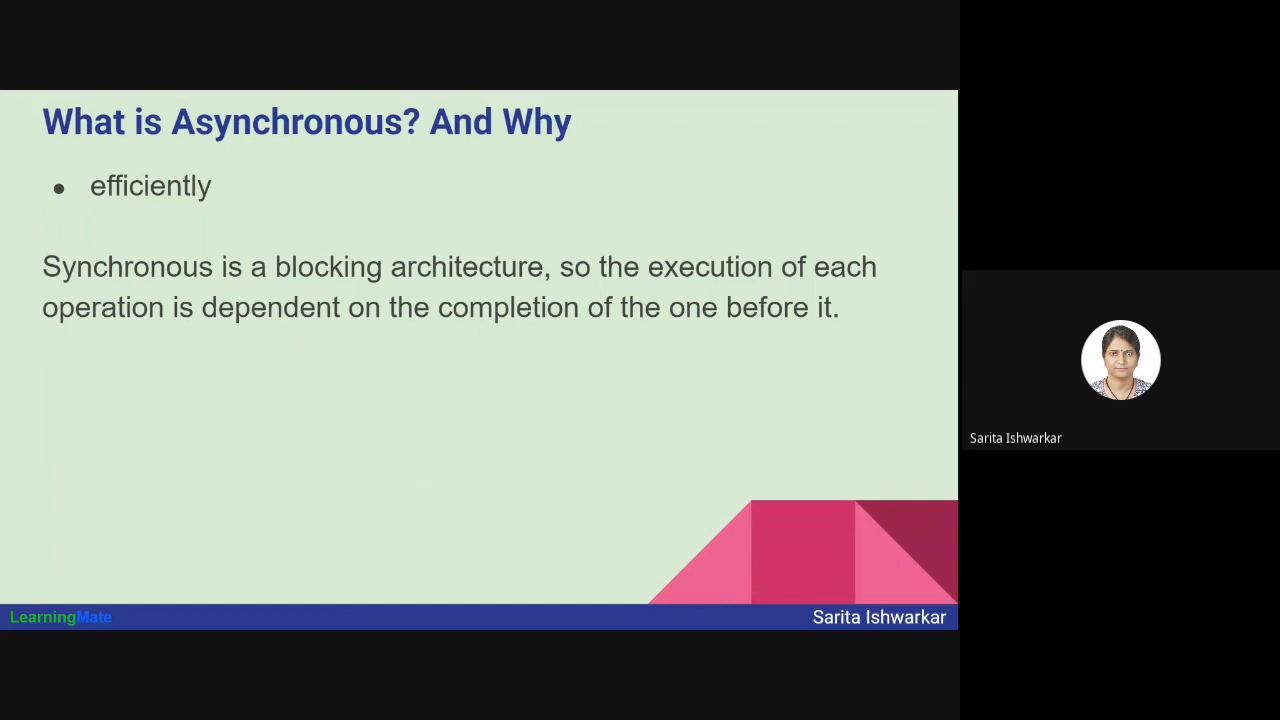 What is Asynchronous? And Why
● efficiently
Synchronous is a blocking architecture, so the execution of each
operation is dependent on the completion of the one before it.
Sarita Ishwarkar
LearningMate
Sarita Ishwarkar